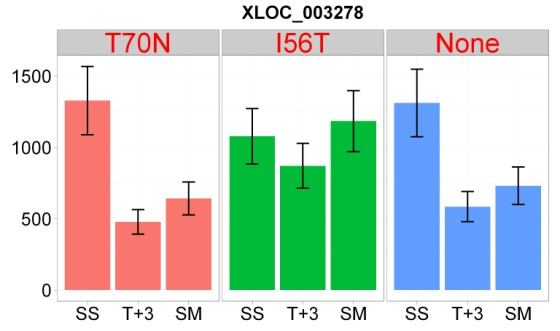 XLOC_003278
T70N I56T None
1500
1000
500
0
SS T+3 SM SS T+3 SM SS T+3 SM